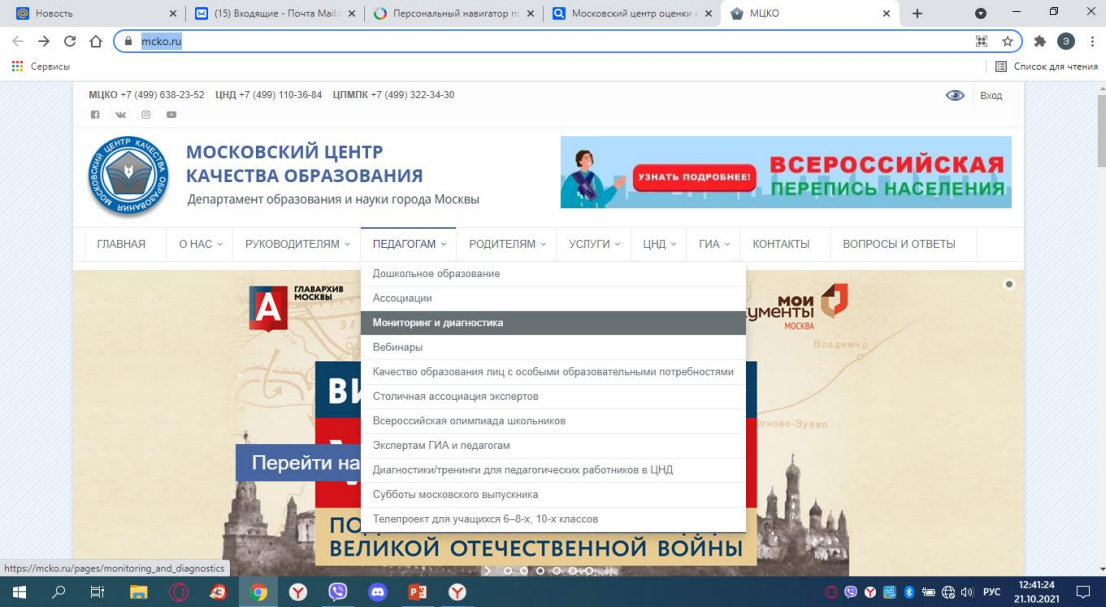 Новость
(15) Входящие - Почта Mail.r
Персональный навигатор п
Московский центр оценки
МЦКО
mcko.ru
Э
Сервисы
Список для чтения
МЦКО +7 (499) 638-23-52 ЦНД +7 (499) 110-36-84 ЦПМПК +7 (499) 322-34-30
Вход
МОСКОВСКИЙ ЦЕНТР КАЧЕСТВА ОБРАЗОВАНИЯ
МОСКОВСКИЙ ЦЕНТР
КАЧЕСТВА ОБРАЗОВАНИЯ
Департамент образования и науки города Москвы
УЗНАТЬ ПОДРОБНЕЕ!
ВСЕРОССИЙСКАЯ
ПЕРЕПИСЬ НАСЕЛЕНИЯ
ГЛАВНАЯ О НАС РУКОВОДИТЕЛЯМ ПЕДАГОГАМ РОДИТЕЛЯМ УСЛУГИ ЦНД ГИА КОНТАКТЫ ВОПРОСЫ И ОТВЕТЫ
Дошкольное образование
Ассоциации
Мониторинг и диагностика
Вебинары
Качество образования лиц с особыми образовательными потребностями
Столичная ассоциация экспертов
Всероссийская олимпиада школьников
Экспертам ГИА и педагогам
Диагностики/тренинги для педагогических работников в ЦНД
Субботы московского выпускника
Телепроект для учащихся 6–8-х, 10-х классов
ГЛАВАРХИВ
МОСКВЫ
МОИ
МОСКВА
Владимир
Перейти на
ВЕЛИКОЙ ОТЕЧЕСТВЕННОЙ ВОЙНЫ
https://mcko.ru/pages/monitoring_and_diagnostics
РУС
12:41:24
21.10.2021